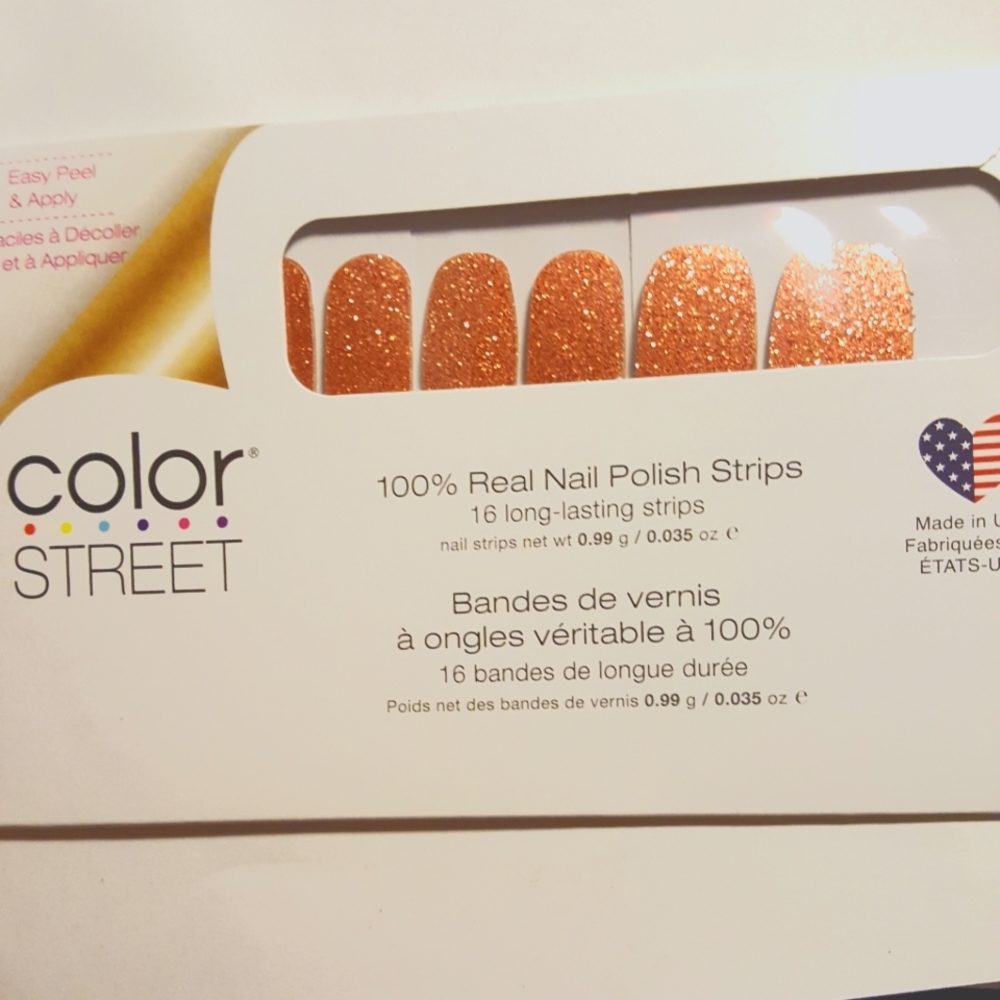 Easy Peel
& Apply
à Décoller
et à Appliquer
color®
STREET
100% Real Nail Polish Strips
16 long-lasting strips
nail strips net wt 0.99 g / 0.035 oz ℮
Bandes de vernis
à ongles véritable à 100%
16 bandes de longue durée
Poids net des bandes de vernis 0.99 g / 0.035 oz ℮
Made in
Fabriquées